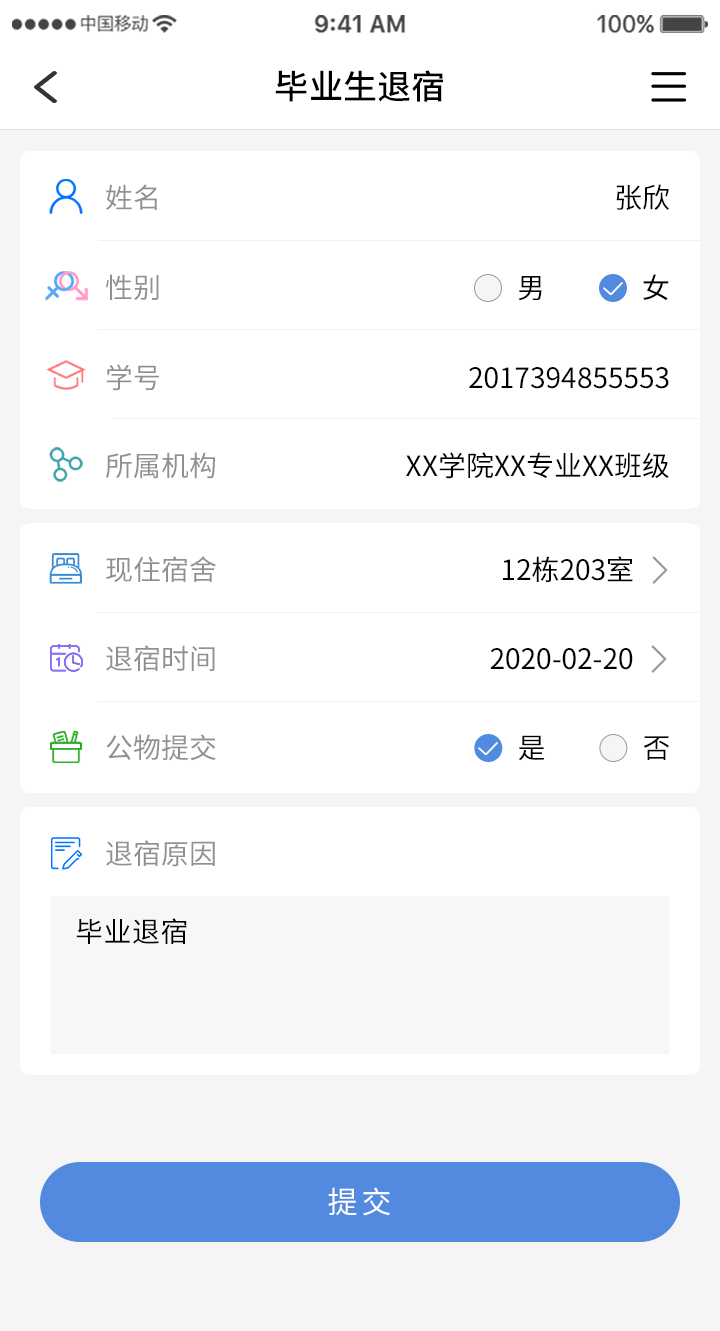 中国移动 9:41 AM 100%
毕业生退宿
姓名 张欣
性别 男 女
学号 2017394855553
所属机构 XX学院XX专业XX班级
现住宿舍 12栋203室
退宿时间 2020-02-20
公物提交 是 否
退宿原因
毕业退宿
提交